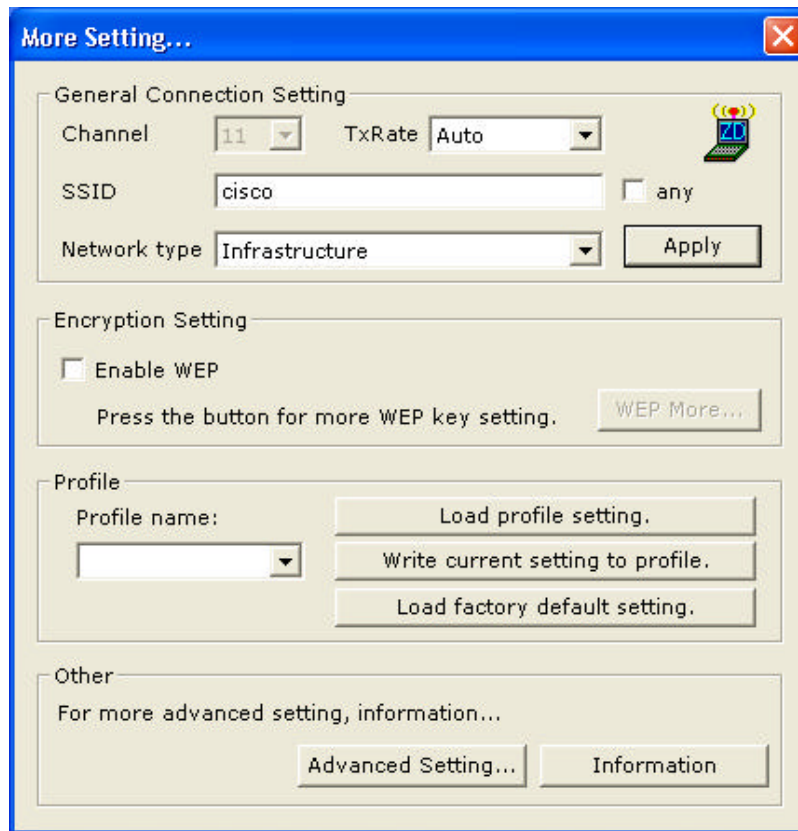 More Setting...
General Connection Setting
Channel 11 TxRate Auto
ZD
SSID cisco any
Network type Infrastructure Apply
Encryption Setting
Enable WEP
Press the button for more WEP key setting. WEP More...
Profile
Profile name: Load profile setting.
Write current setting to profile.
Load factory default setting.
Other
For more advanced setting, information...
Advanced Setting... Information